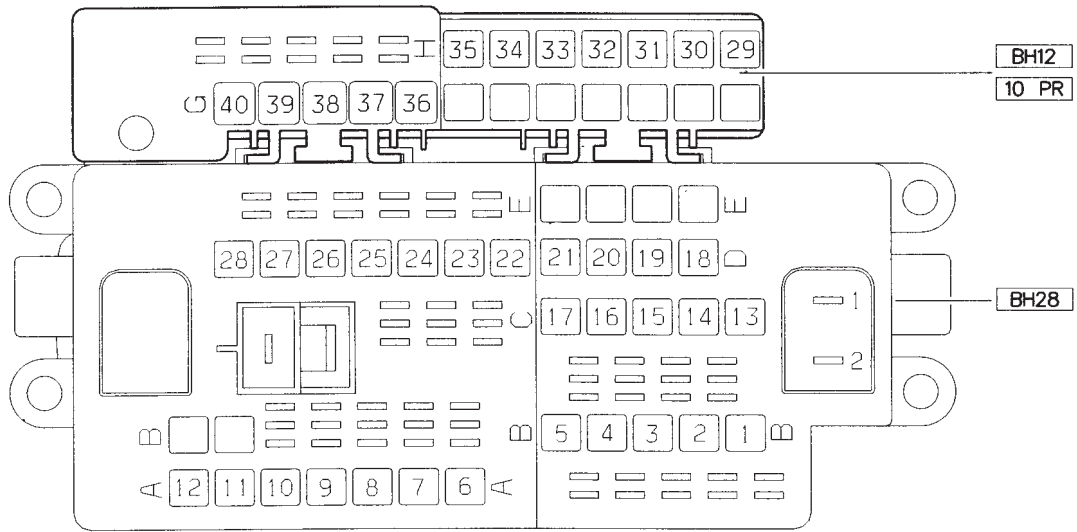 H 35 34 33 32 31 30 29
BH12
10 PR
G 40 39 38 37 36
E E
28 27 26 25 24 23 22 21 20 19 18 D
BH28
1
C 17 16 15 14 13
2
B B 5 4 3 2 1 B
A 12 11 10 9 8 7 6 A